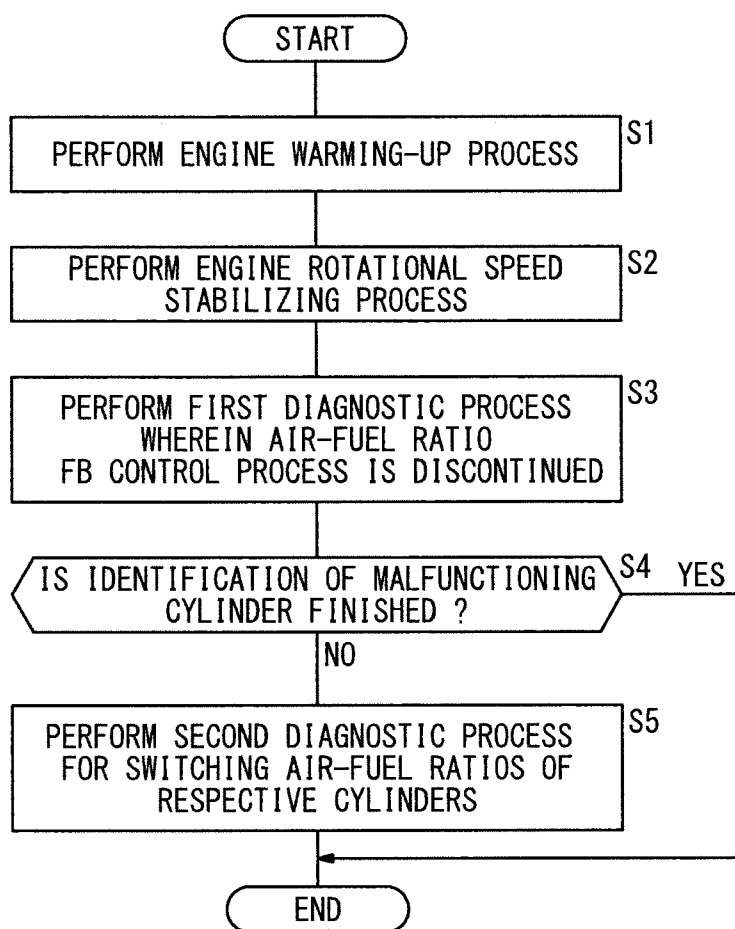 START
PERFORM ENGINE WARMING-UP PROCESS
S1
PERFORM ENGINE ROTATIONAL SPEED
STABILIZING PROCESS
S2
PERFORM FIRST DIAGNOSTIC PROCESS
WHEREIN AIR-FUEL RATIO
FB CONTROL PROCESS IS DISCONTINUED
S3
IS IDENTIFICATION OF MALFUNCTIONING
CYLINDER FINISHED ?
S4
YES
NO
PERFORM SECOND DIAGNOSTIC PROCESS
FOR SWITCHING AIR-FUEL RATIOS OF
RESPECTIVE CYLINDERS
S5
END